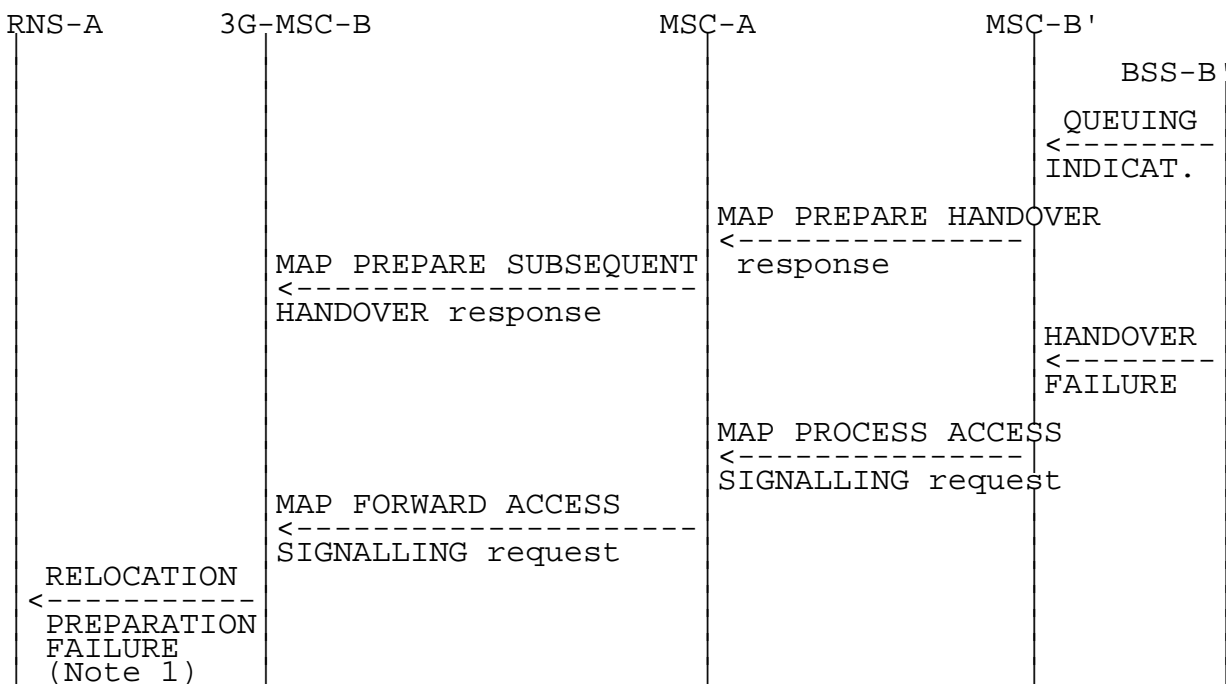 RNS-A 3G-MSC-B MSC-A MSC-B'
BSS-B'
QUEUING
INDICAT.
MAP PREPARE HANDOVER
response
MAP PREPARE SUBSEQUENT
HANDOVER response
HANDOVER
FAILURE
MAP PROCESS ACCESS
SIGNALLING request
MAP FORWARD ACCESS
SIGNALLING request
RELOCATION
PREPARATION
FAILURE
(Note 1)